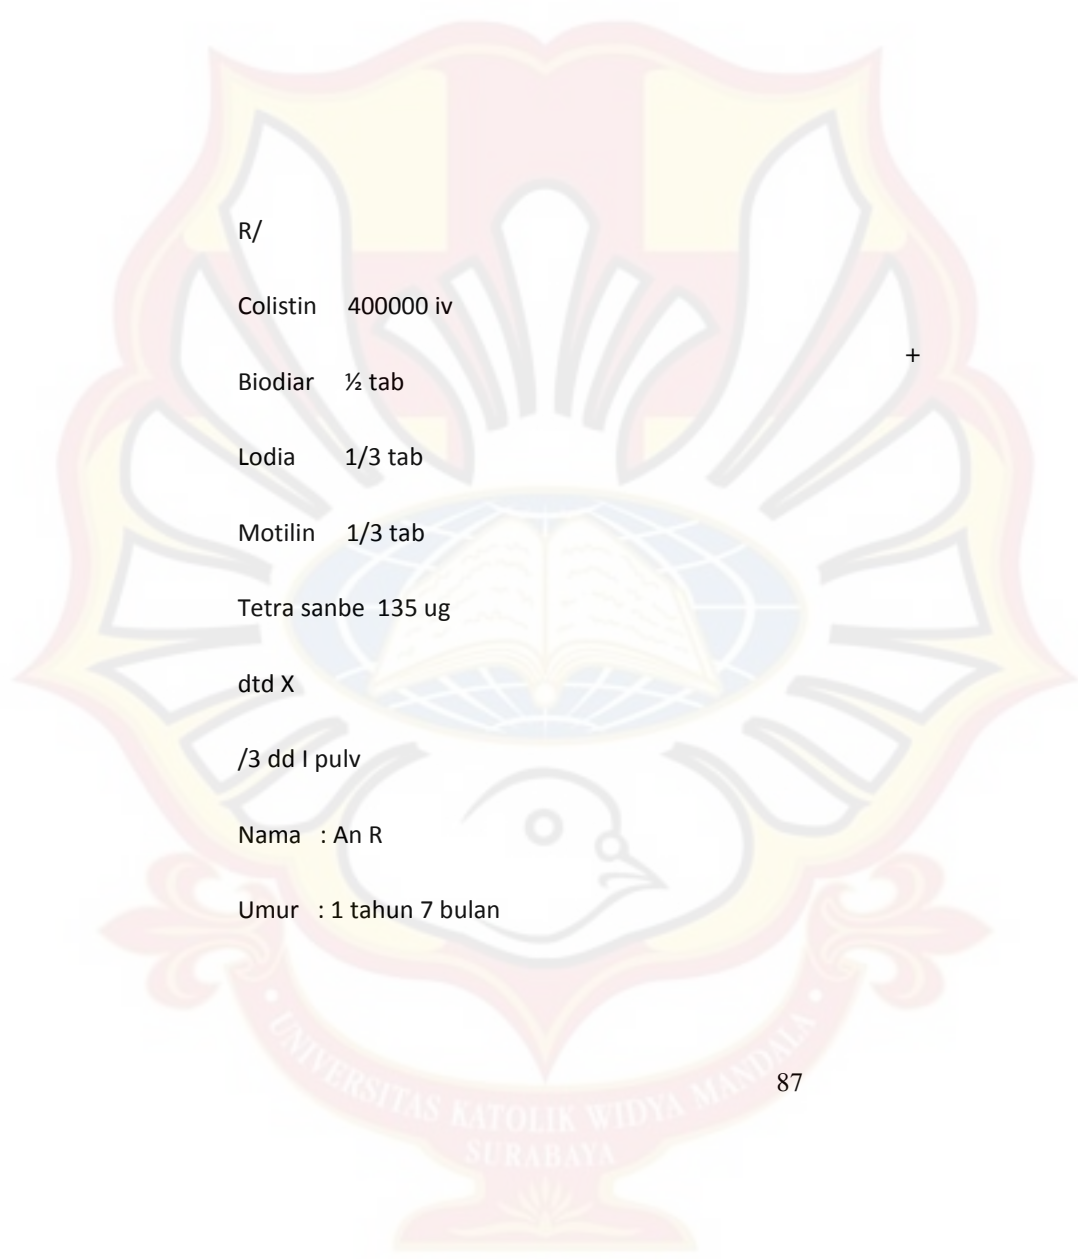 R/
Colistin 400000 iv
+
Biodiar ½ tab
Lodia 1/3 tab
Motilin 1/3 tab
Tetra sanbe 135 ug
dtd X
/3 dd I pulv
Nama : An R
Umur : 1 tahun 7 bulan
87
UNIVERSITAS KATOLIK WIDYA MANDALA
SURABAYA